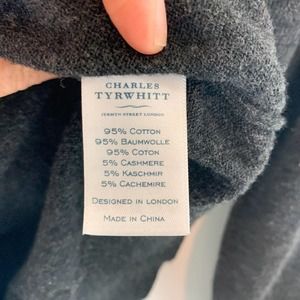 CHARLES
TYRWHITT
JERMYN STREET LONDON
95% COTTON
95% BAUMWOLLE
95% COTON
5% CASHMERE
5% KASCHMIR
5% CACHEMIRE
DESIGNED IN LONDON
MADE IN CHINA